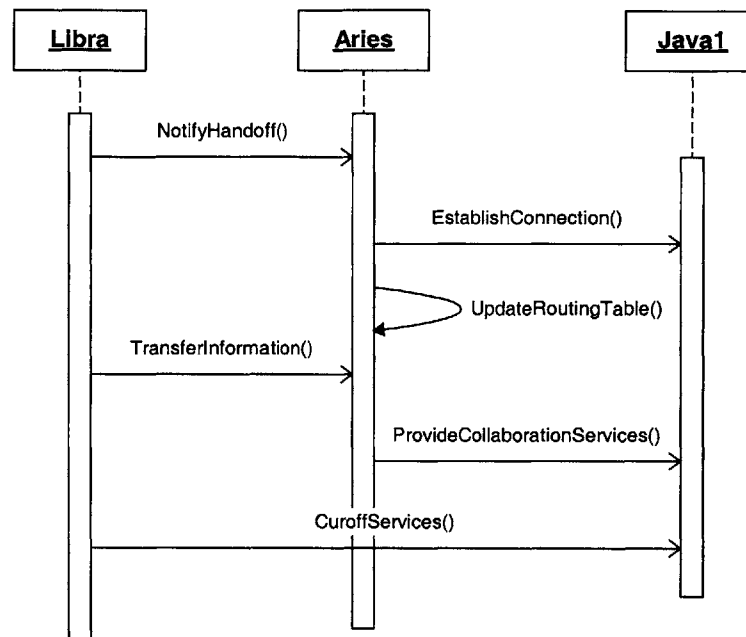 Libra
Aries
Java1
NotifyHandoff()
EstablishConnection()
UpdateRoutingTable()
TransferInformation()
ProvideCollaborationServices()
CuroffServices()